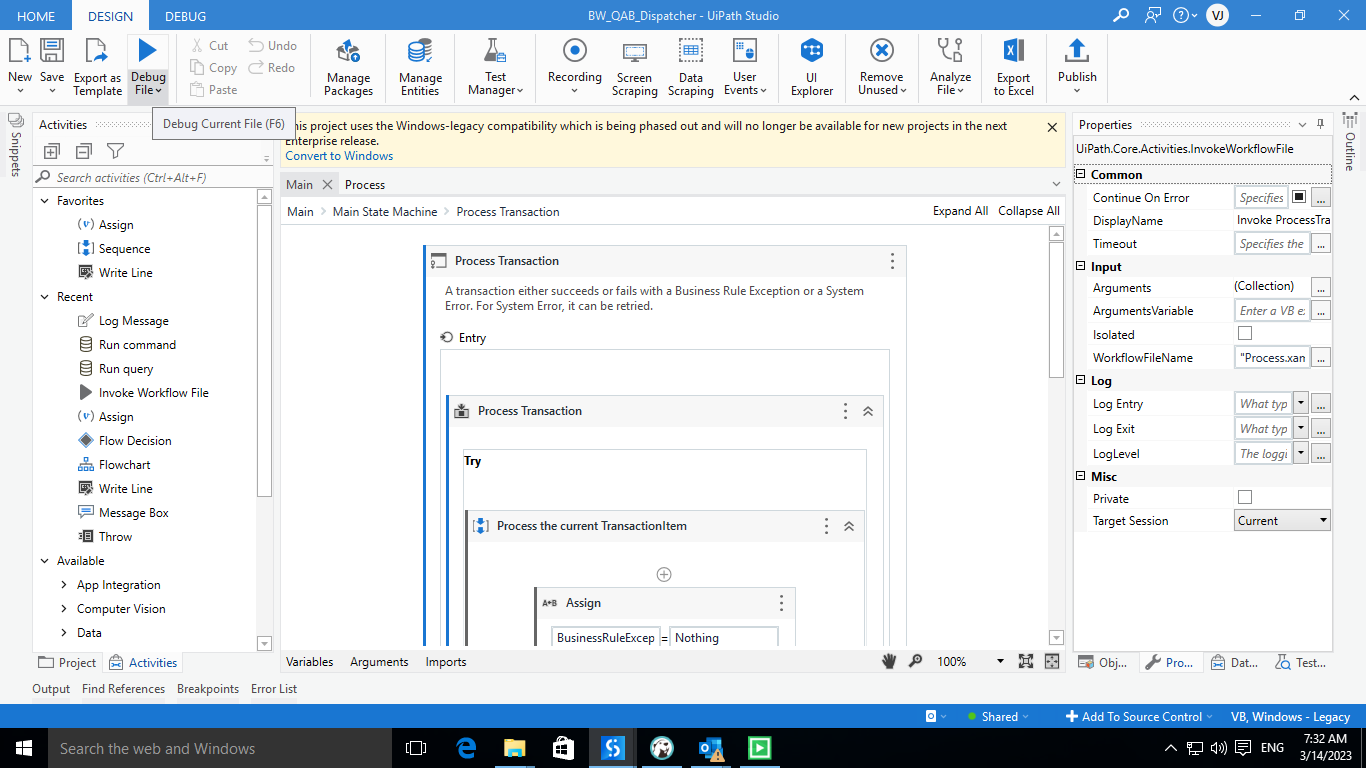 HOME
DESIGN
DEBUG
BW_QAB_Dispatcher - UiPath Studio
VJ
New
Save
Export as Template
Debug File
Cut
Copy
Paste
Undo
Redo
Manage Packages
Manage Entities
Test Manager
Recording
Screen Scraping
Data Scraping
User Events
UI Explorer
Remove Unused
Analyze File
Export to Excel
Publish
Debug Current File (F6)
Snippets
Activities
Search activities (Ctrl+Alt+F)
Favorites
Assign
Sequence
Write Line
Recent
Log Message
Run command
Run query
Invoke Workflow File
Assign
Flow Decision
Flowchart
Write Line
Message Box
Throw
Available
App Integration
Computer Vision
Data
Project
Activities
his project uses the Windows-legacy compatibility which is being phased out and will no longer be available for new projects in the next
Enterprise release.
Convert to Windows
Main
Process
Main > Main State Machine > Process Transaction
Expand All
Collapse All
Process Transaction
A transaction either succeeds or fails with a Business Rule Exception or a System
Error. For System Error, it can be retried.
Entry
Process Transaction
Try
Process the current TransactionItem
A+B Assign
BusinessRuleExcep = Nothing
Variables
Arguments
Imports
100%
Properties
UiPath.Core.Activities.InvokeWorkflowFile
Common
Continue On Error Specifies ...
DisplayName Invoke ProcessTra
Timeout Specifies the ...
Input
Arguments (Collection) ...
ArgumentsVariable Enter a VB e ...
Isolated
WorkflowFileName "Process.xan ...
Log
Log Entry What typ ...
Log Exit What typ ...
LogLevel The loggi ...
Misc
Private
Target Session Current
Outline
Obj...
Pro...
Dat...
Test...
Output
Find References
Breakpoints
Error List
Shared
Add To Source Control
VB, Windows - Legacy
Search the web and Windows
ENG
7:32 AM
3/14/2023